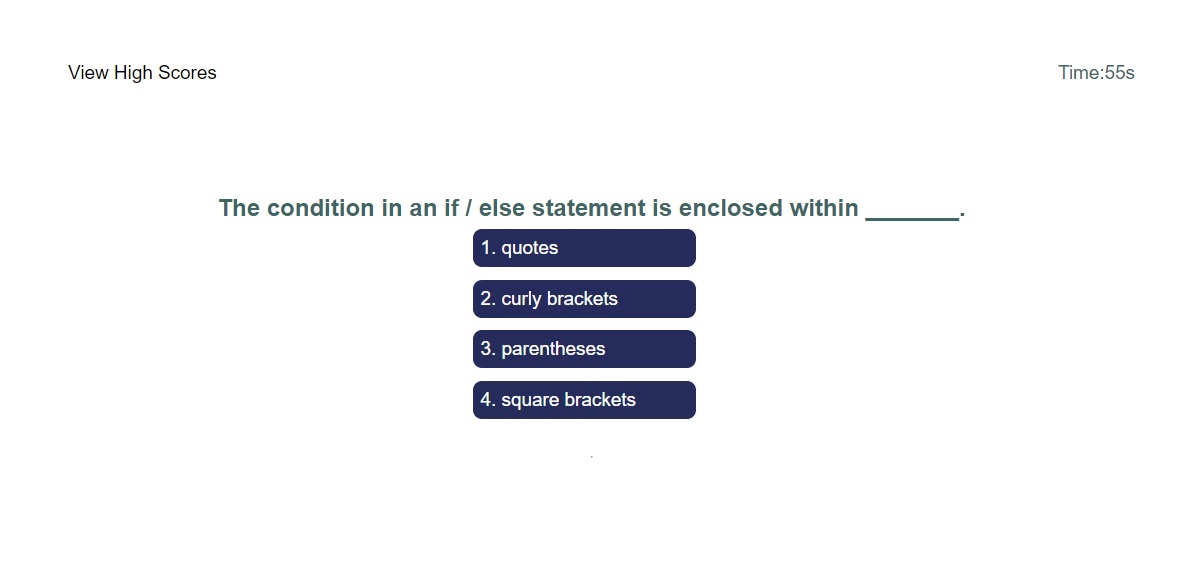 View High Scores
Time:55s
The condition in an if / else statement is enclosed within _______.
1. quotes
2. curly brackets
3. parentheses
4. square brackets